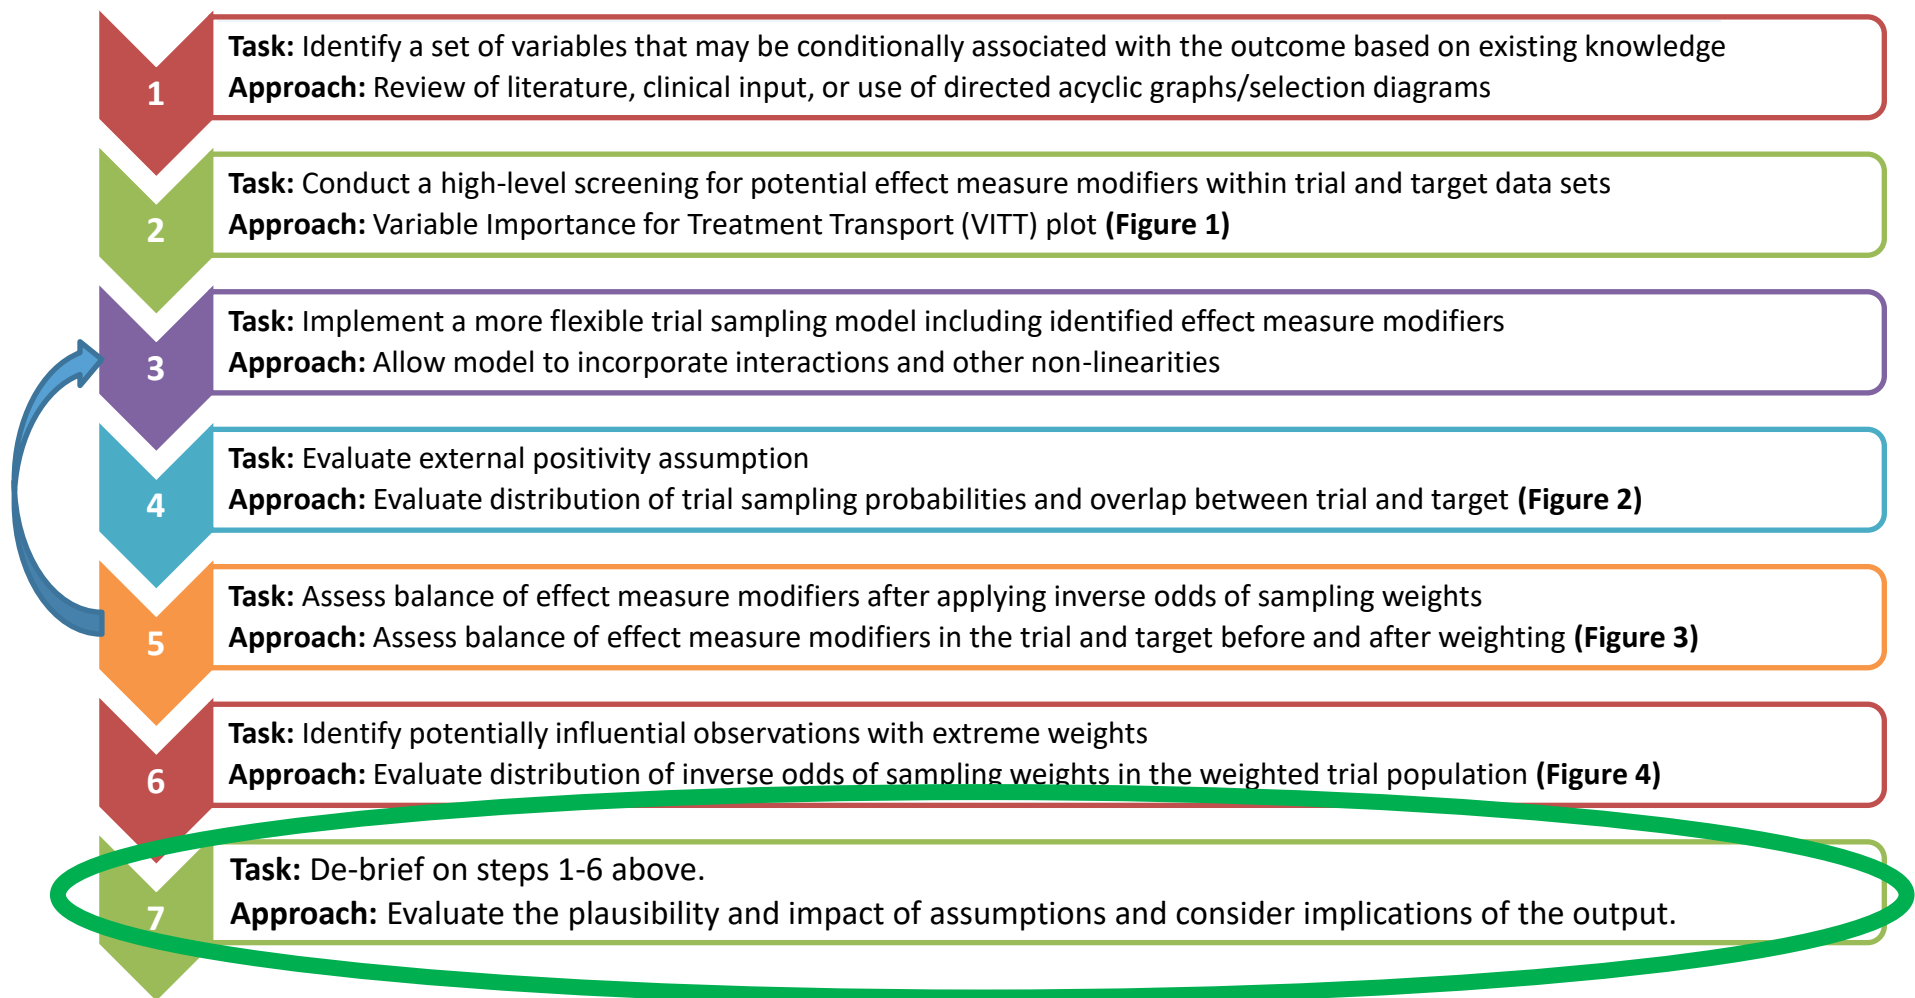 1
Task: Identify a set of variables that may be conditionally associated with the outcome based on existing knowledge
Approach: Review of literature, clinical input, or use of directed acyclic graphs/selection diagrams
2
Task: Conduct a high-level screening for potential effect measure modifiers within trial and target data sets
Approach: Variable Importance for Treatment Transport (VITT) plot (Figure 1)
3
Task: Implement a more flexible trial sampling model including identified effect measure modifiers
Approach: Allow model to incorporate interactions and other non-linearities
4
Task: Evaluate external positivity assumption
Approach: Evaluate distribution of trial sampling probabilities and overlap between trial and target (Figure 2)
5
Task: Assess balance of effect measure modifiers after applying inverse odds of sampling weights
Approach: Assess balance of effect measure modifiers in the trial and target before and after weighting (Figure 3)
6
Task: Identify potentially influential observations with extreme weights
Approach: Evaluate distribution of inverse odds of sampling weights in the weighted trial population (Figure 4)
7
Task: De-brief on steps 1-6 above.
Approach: Evaluate the plausibility and impact of assumptions and consider implications of the output.